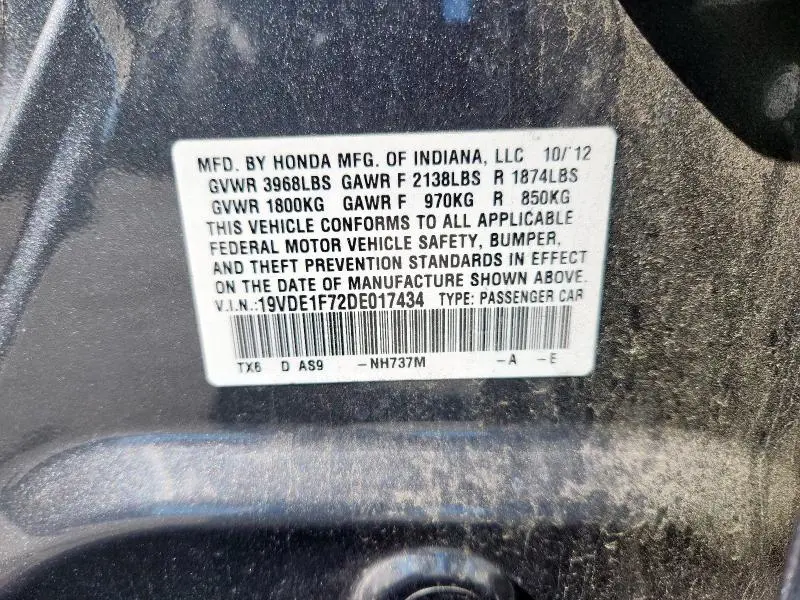 MFD. BY HONDA MFG. OF INDIANA, LLC 10/'12
GVWR 3968LBS GAWR F 2138LBS R 1874LBS
GVWR 1800KG GAWR F 970KG R 850KG
THIS VEHICLE CONFORMS TO ALL APPLICABLE
FEDERAL MOTOR VEHICLE SAFETY, BUMPER,
AND THEFT PREVENTION STANDARDS IN EFFECT
ON THE DATE OF MANUFACTURE SHOWN ABOVE.
V.I.N.:19VDE1F72DE017434 TYPE: PASSENGER CAR
TX6 D AS9 -NH737M -A -E